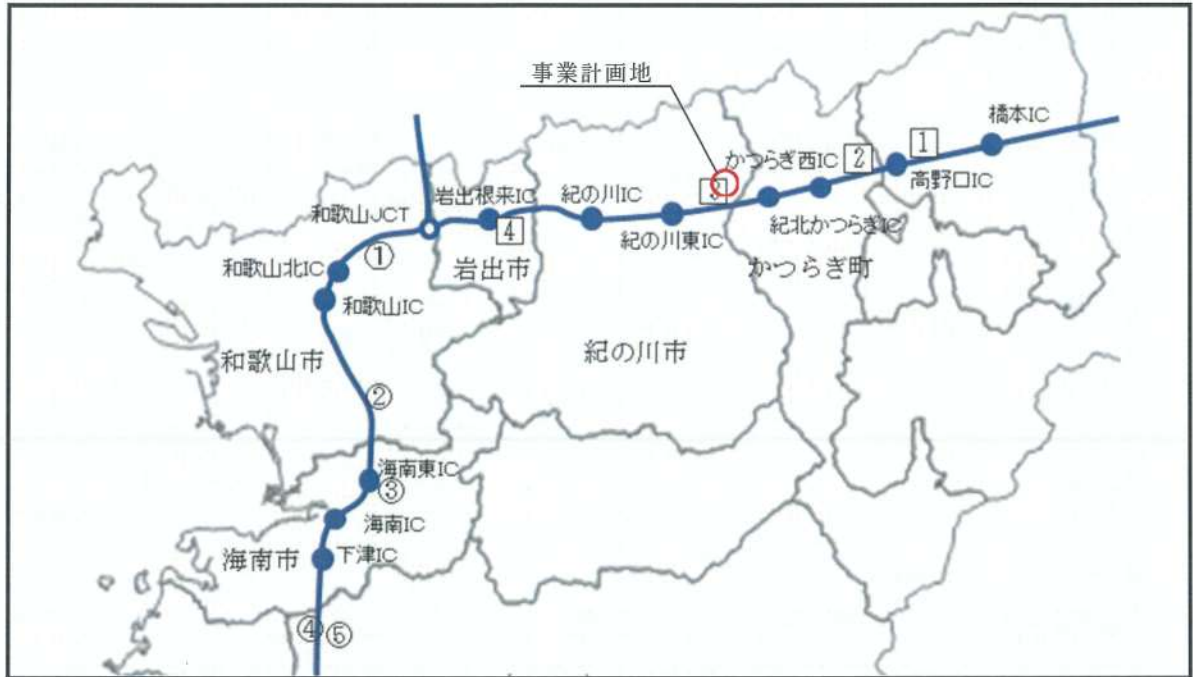 事業計画地
橋本IC
かつらぎ西IC
2
1
高野口IC
3
岩出根来IC
紀の川IC
和歌山JCT
4
紀の川東IC
紀北かつらぎIC
①
岩出市
かつらぎ町
和歌山北IC
和歌山IC
和歌山市
紀の川市
②
海南東IC
③
海南IC
海南市
下津IC
④
⑤